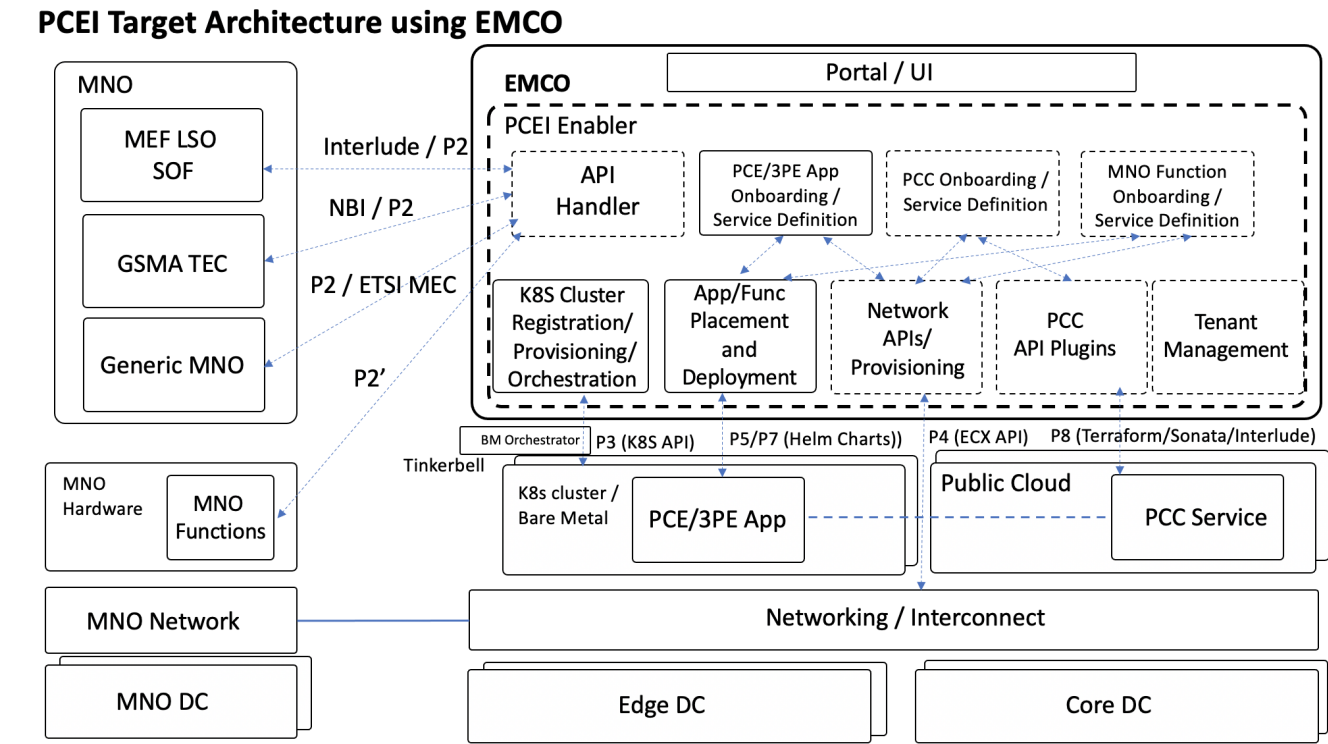 PCEI Target Architecture using EMCO
MNO
MEF LSO
SOF
GSMA TEC
Generic MNO
Interlude / P2
NBI / P2
P2 / ETSI MEC
P2’
EMCO
Portal / UI
PCEI Enabler
API
Handler
PCE/3PE App
Onboarding /
Service Definition
PCC Onboarding /
Service Definition
MNO Function
Onboarding /
Service Definition
K8S Cluster
Registration/
Provisioning/
Orchestration
App/Func
Placement
and
Deployment
Network
APIs/
Provisioning
PCC
API Plugins
Tenant
Management
BM Orchestrator
Tinkerbell
P3 (K8S API)
P5/P7 (Helm Charts))
P4 (ECX API)
P8 (Terraform/Sonata/Interlude)
MNO
Hardware
MNO
Functions
K8s cluster /
Bare Metal
PCE/3PE App
Public Cloud
PCC Service
MNO Network
Networking / Interconnect
MNO DC
Edge DC
Core DC